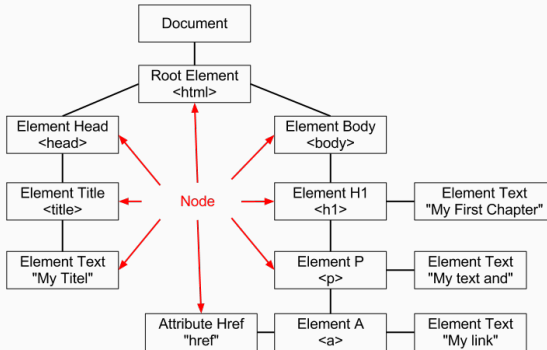 Document
Root Element
<html>
Element Head
<head>
Element Body
<body>
Element Title
<title>
Node
Element H1
<h1>
Element Text
"My First Chapter"
Element Text
"My Titel"
Element P
<p>
Element Text
"My text and"
Attribute Href
"href"
Element A
<a>
Element Text
"My link"